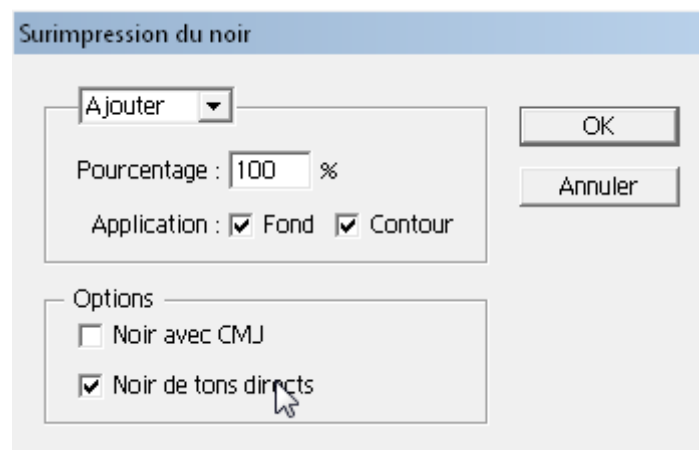 Surimpression du noir
Ajouter
OK
Pourcentage : 100 %
Annuler
Application : Fond Contour
Options
Noir avec CMJ
Noir de tons directs